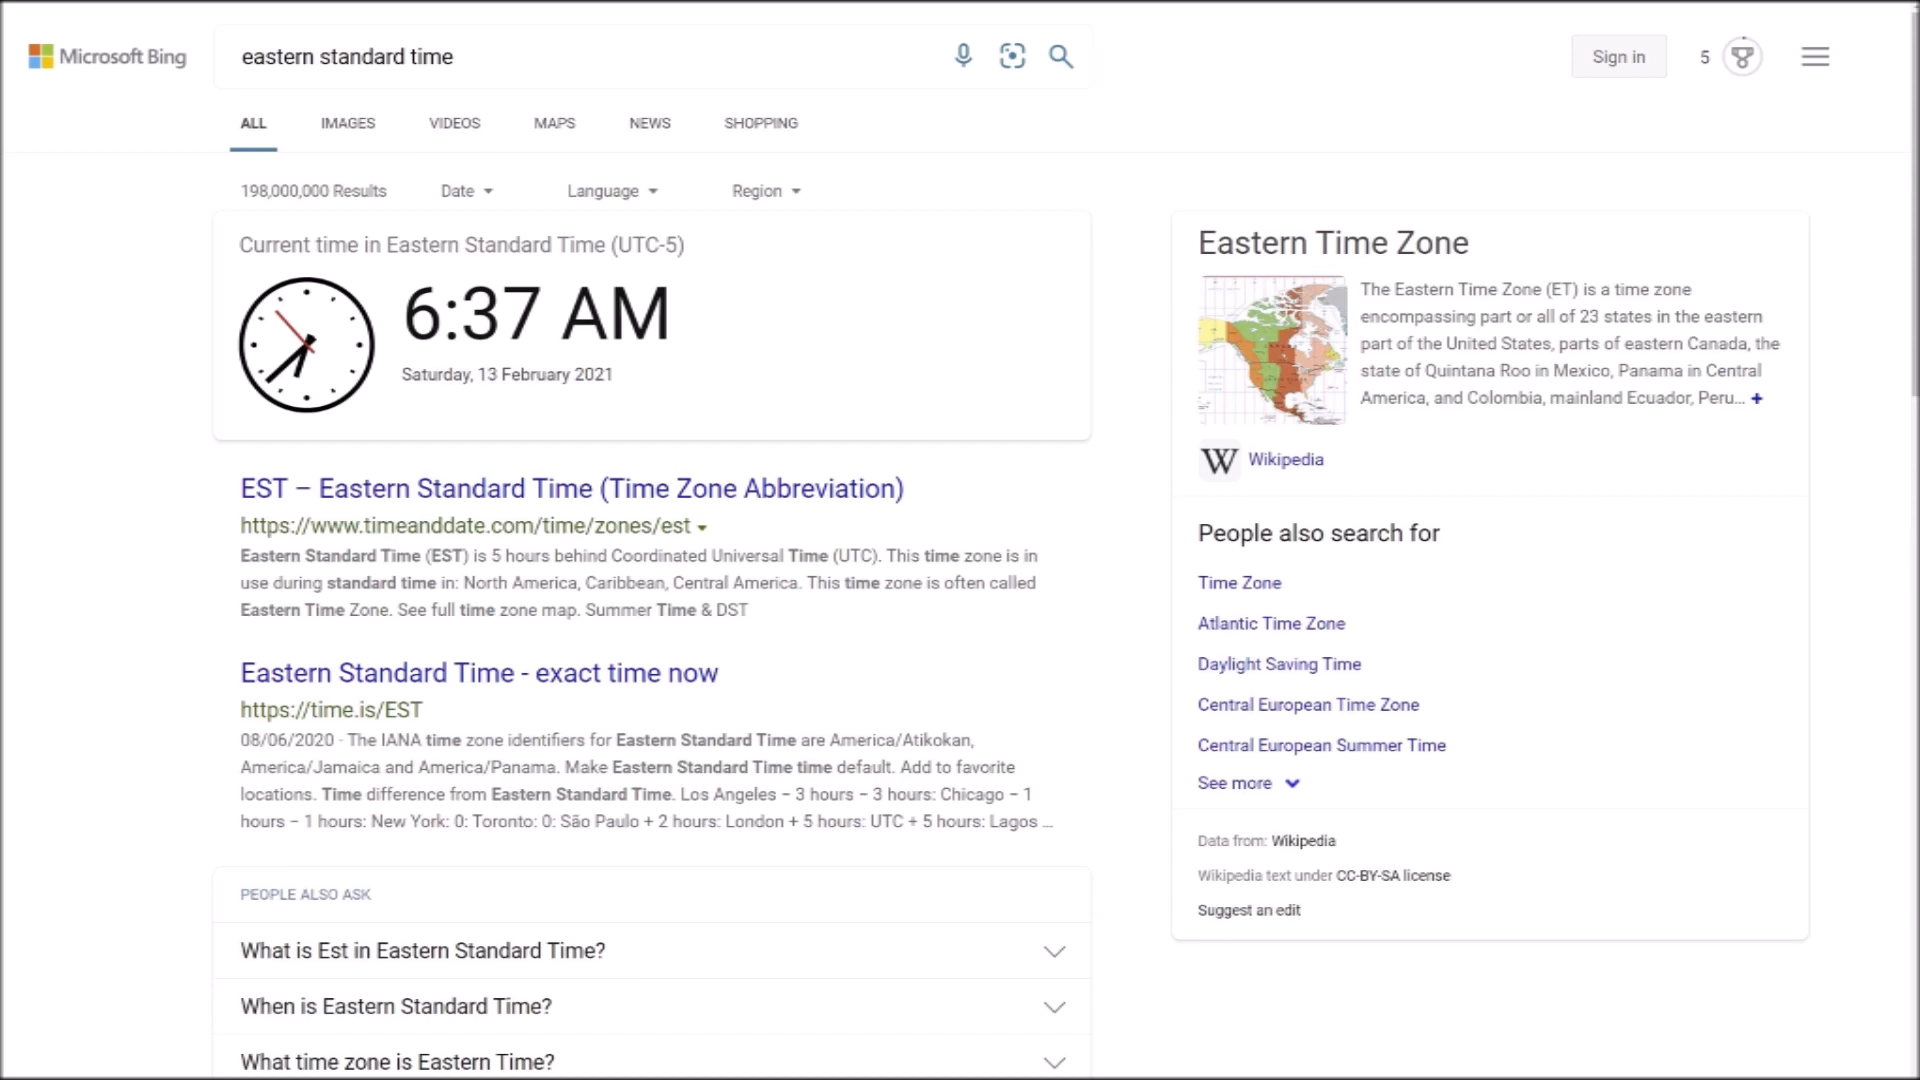 Microsoft Bing
eastern standard time
Sign in
5
ALL
IMAGES
VIDEOS
MAPS
NEWS
SHOPPING
198,000,000 Results
Date
Language
Region
Current time in Eastern Standard Time (UTC-5)
6:37 AM
Saturday, 13 February 2021
EST – Eastern Standard Time (Time Zone Abbreviation)
https://www.timeanddate.com/time/zones/est
Eastern Standard Time (EST) is 5 hours behind Coordinated Universal Time (UTC). This time zone is in
use during standard time in: North America, Caribbean, Central America. This time zone is often called
Eastern Time Zone. See full time zone map. Summer Time & DST
Eastern Standard Time - exact time now
https://time.is/EST
08/06/2020 · The IANA time zone identifiers for Eastern Standard Time are America/Atikokan,
America/Jamaica and America/Panama. Make Eastern Standard Time time default. Add to favorite
locations. Time difference from Eastern Standard Time. Los Angeles − 3 hours − 3 hours: Chicago − 1
hours − 1 hours: New York: 0: Toronto: 0: São Paulo + 2 hours: London + 5 hours: UTC + 5 hours: Lagos ...
PEOPLE ALSO ASK
What is Est in Eastern Standard Time?
When is Eastern Standard Time?
What time zone is Eastern Time?
Eastern Time Zone
The Eastern Time Zone (ET) is a time zone
encompassing part or all of 23 states in the eastern
part of the United States, parts of eastern Canada, the
state of Quintana Roo in Mexico, Panama in Central
America, and Colombia, mainland Ecuador, Peru... +
W Wikipedia
People also search for
Time Zone
Atlantic Time Zone
Daylight Saving Time
Central European Time Zone
Central European Summer Time
See more
Data from: Wikipedia
Wikipedia text under CC-BY-SA license
Suggest an edit